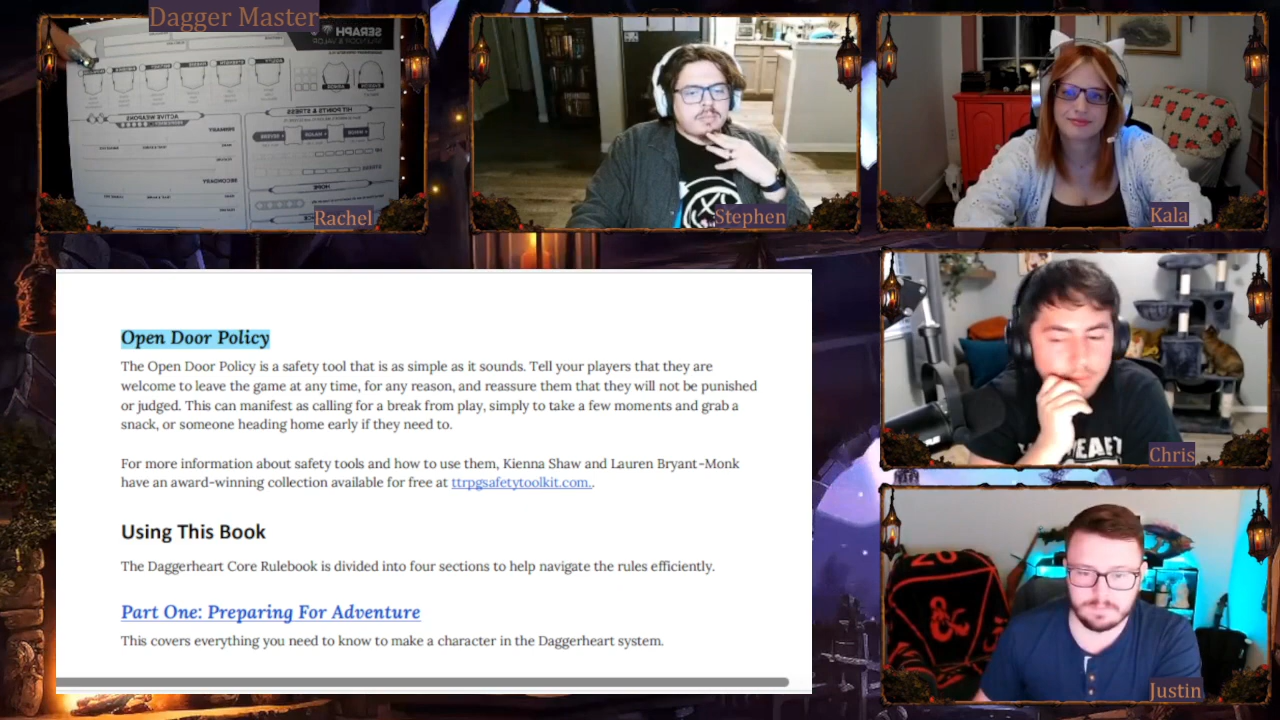 Dagger Master
SERAPH
SPLENDOR & VALOR
ACTIVE WEAPONS
PRIMARY
SECONDARY
HIT POINTS & STRESS
HOPE
Rachel
Stephen
Kala
Open Door Policy
The Open Door Policy is a safety tool that is as simple as it sounds. Tell your players that they are
welcome to leave the game at any time, for any reason, and reassure them that they will not be punished
or judged. This can manifest as calling for a break from play, simply to take a few moments and grab a
snack, or someone heading home early if they need to.
For more information about safety tools and how to use them, Kienna Shaw and Lauren Bryant-Monk
have an award-winning collection available for free at ttrpgsafetytoolkit.com..
Using This Book
The Daggerheart Core Rulebook is divided into four sections to help navigate the rules efficiently.
Part One: Preparing For Adventure
This covers everything you need to know to make a character in the Daggerheart system.
Chris
20
Justin